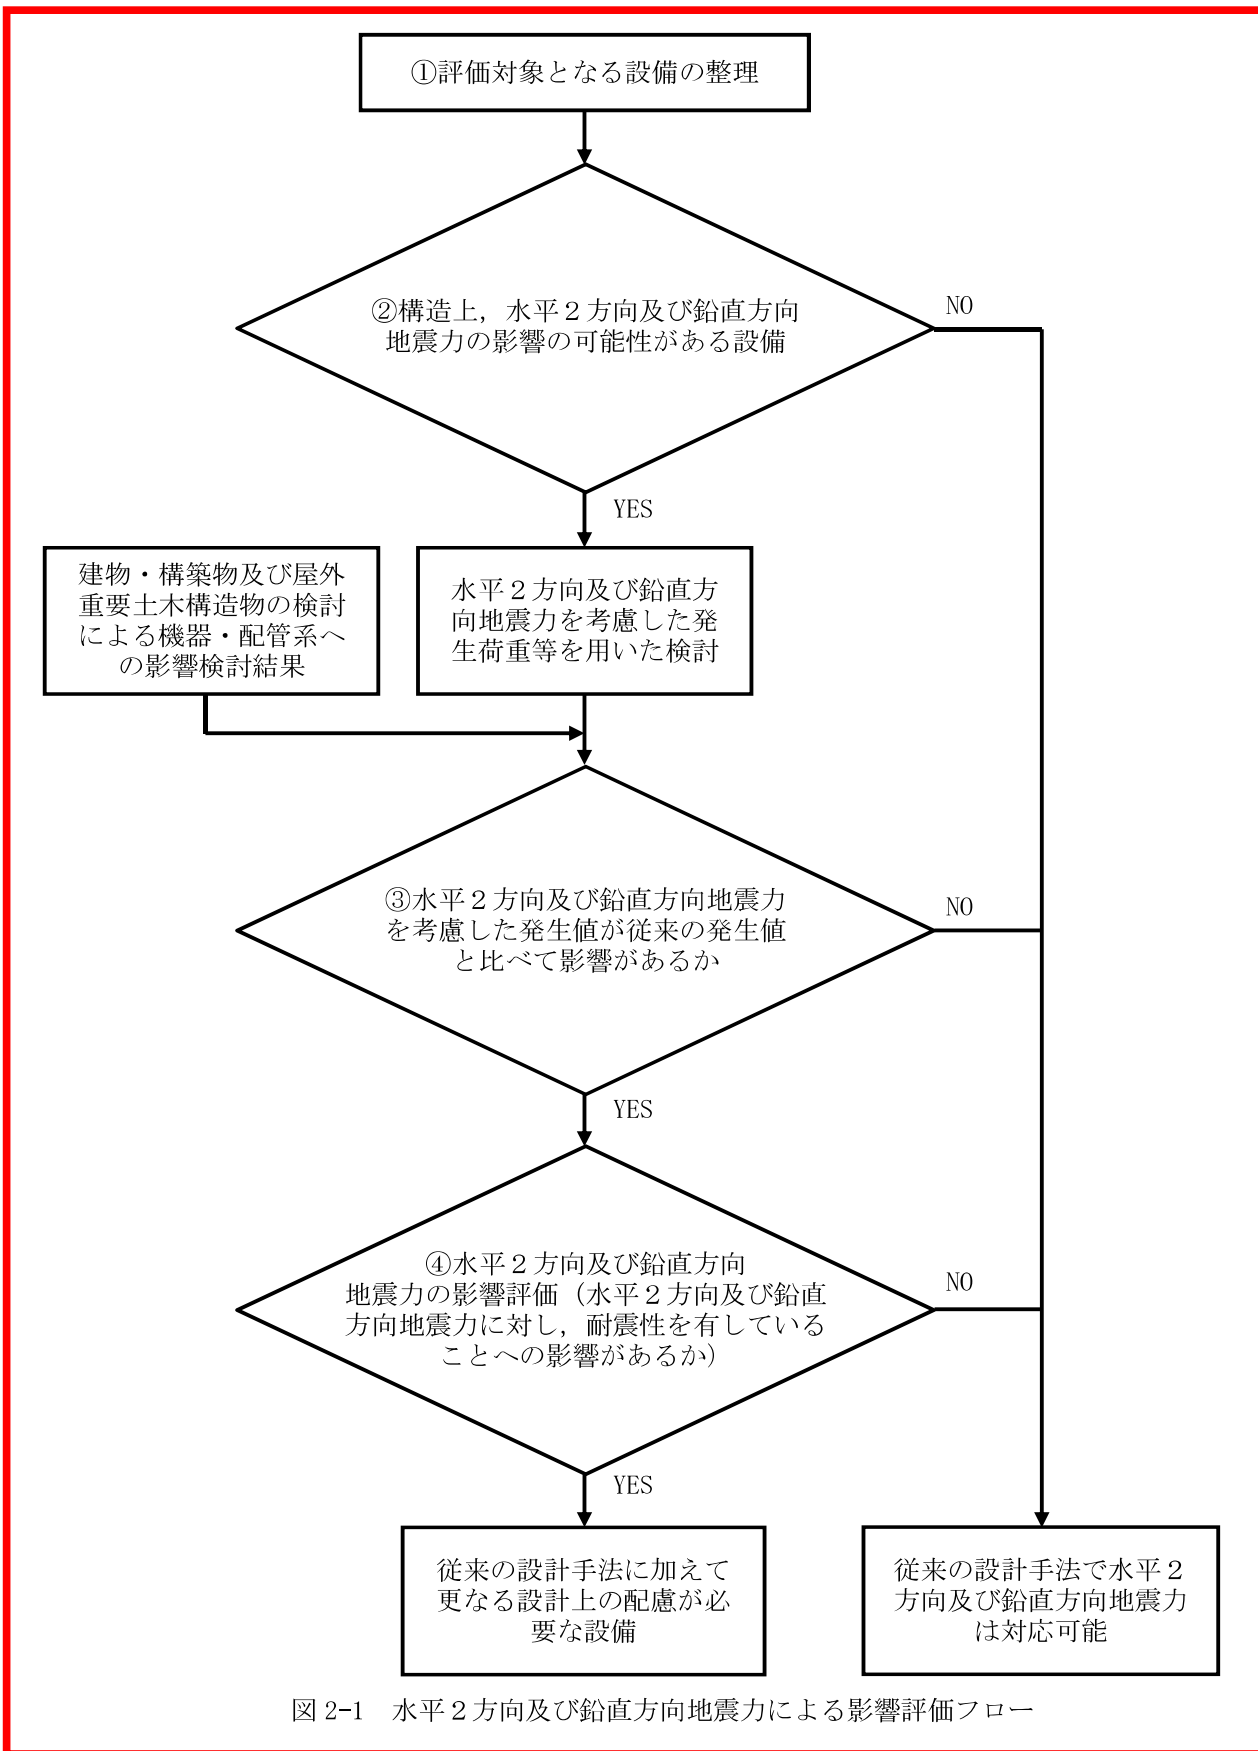 ①評価対象となる設備の整理
②構造上，水平２方向及び鉛直方向
地震力の影響の可能性がある設備
NO
YES
建物・構築物及び屋外
重要土木構造物の検討
による機器・配管系へ
の影響検討結果
水平２方向及び鉛直方
向地震力を考慮した発
生荷重等を用いた検討
③水平２方向及び鉛直方向地震力
を考慮した発生値が従来の発生値
と比べて影響があるか
NO
YES
④水平２方向及び鉛直方向
地震力の影響評価（水平２方向及び鉛直
方向地震力に対し，耐震性を有している
ことへの影響があるか）
NO
YES
従来の設計手法に加えて
更なる設計上の配慮が必
要な設備
従来の設計手法で水平２
方向及び鉛直方向地震力
は対応可能
図 2-1　水平２方向及び鉛直方向地震力による影響評価フロー